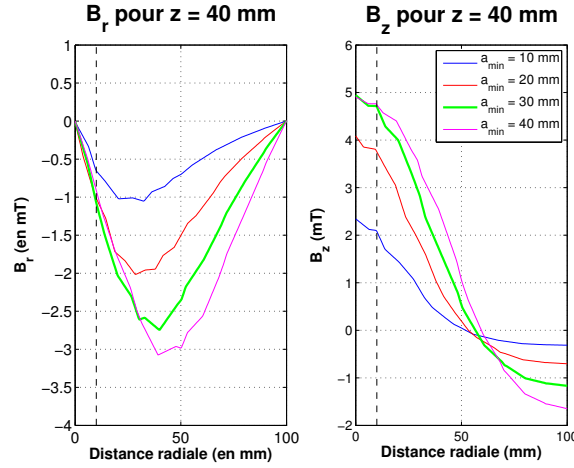 B_r pour z = 40 mm
1
0.5
0
−0.5
−1
−1.5
−2
−2.5
−3
−3.5
−4
0
50
100
B_r (en mT)
Distance radiale (en mm)
B_z pour z = 40 mm
6
5
4
3
2
1
0
−1
−2
0
50
100
B_z (mT)
Distance radiale (mm)
a_min = 10 mm
a_min = 20 mm
a_min = 30 mm
a_min = 40 mm